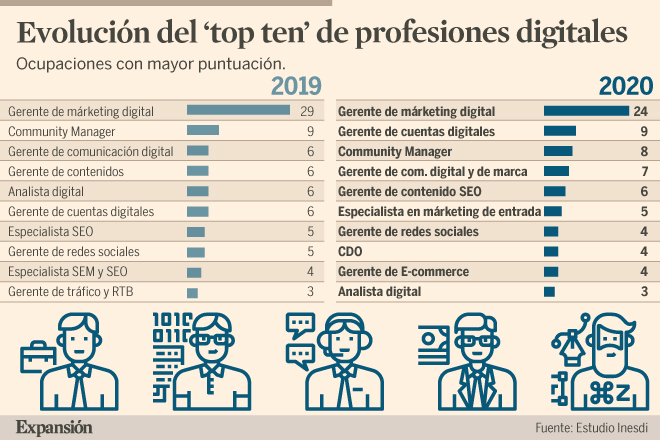 Evolución del ‘top ten’ de profesiones digitales
Ocupaciones con mayor puntuación.
2019
Gerente de márketing digital 29
Community Manager 9
Gerente de comunicación digital 6
Gerente de contenidos 6
Analista digital 6
Gerente de cuentas digitales 6
Especialista SEO 5
Gerente de redes sociales 5
Especialista SEM y SEO 4
Gerente de tráfico y RTB 3
2020
Gerente de márketing digital 24
Gerente de cuentas digitales 9
Community Manager 8
Gerente de com. digital y de marca 7
Gerente de contenido SEO 6
Especialista en márketing de entrada 5
Gerente de redes sociales 4
CDO 4
Gerente de E-commerce 4
Analista digital 3
1010
0110
⌘Z
Expansión
Fuente: Estudio Inesdi